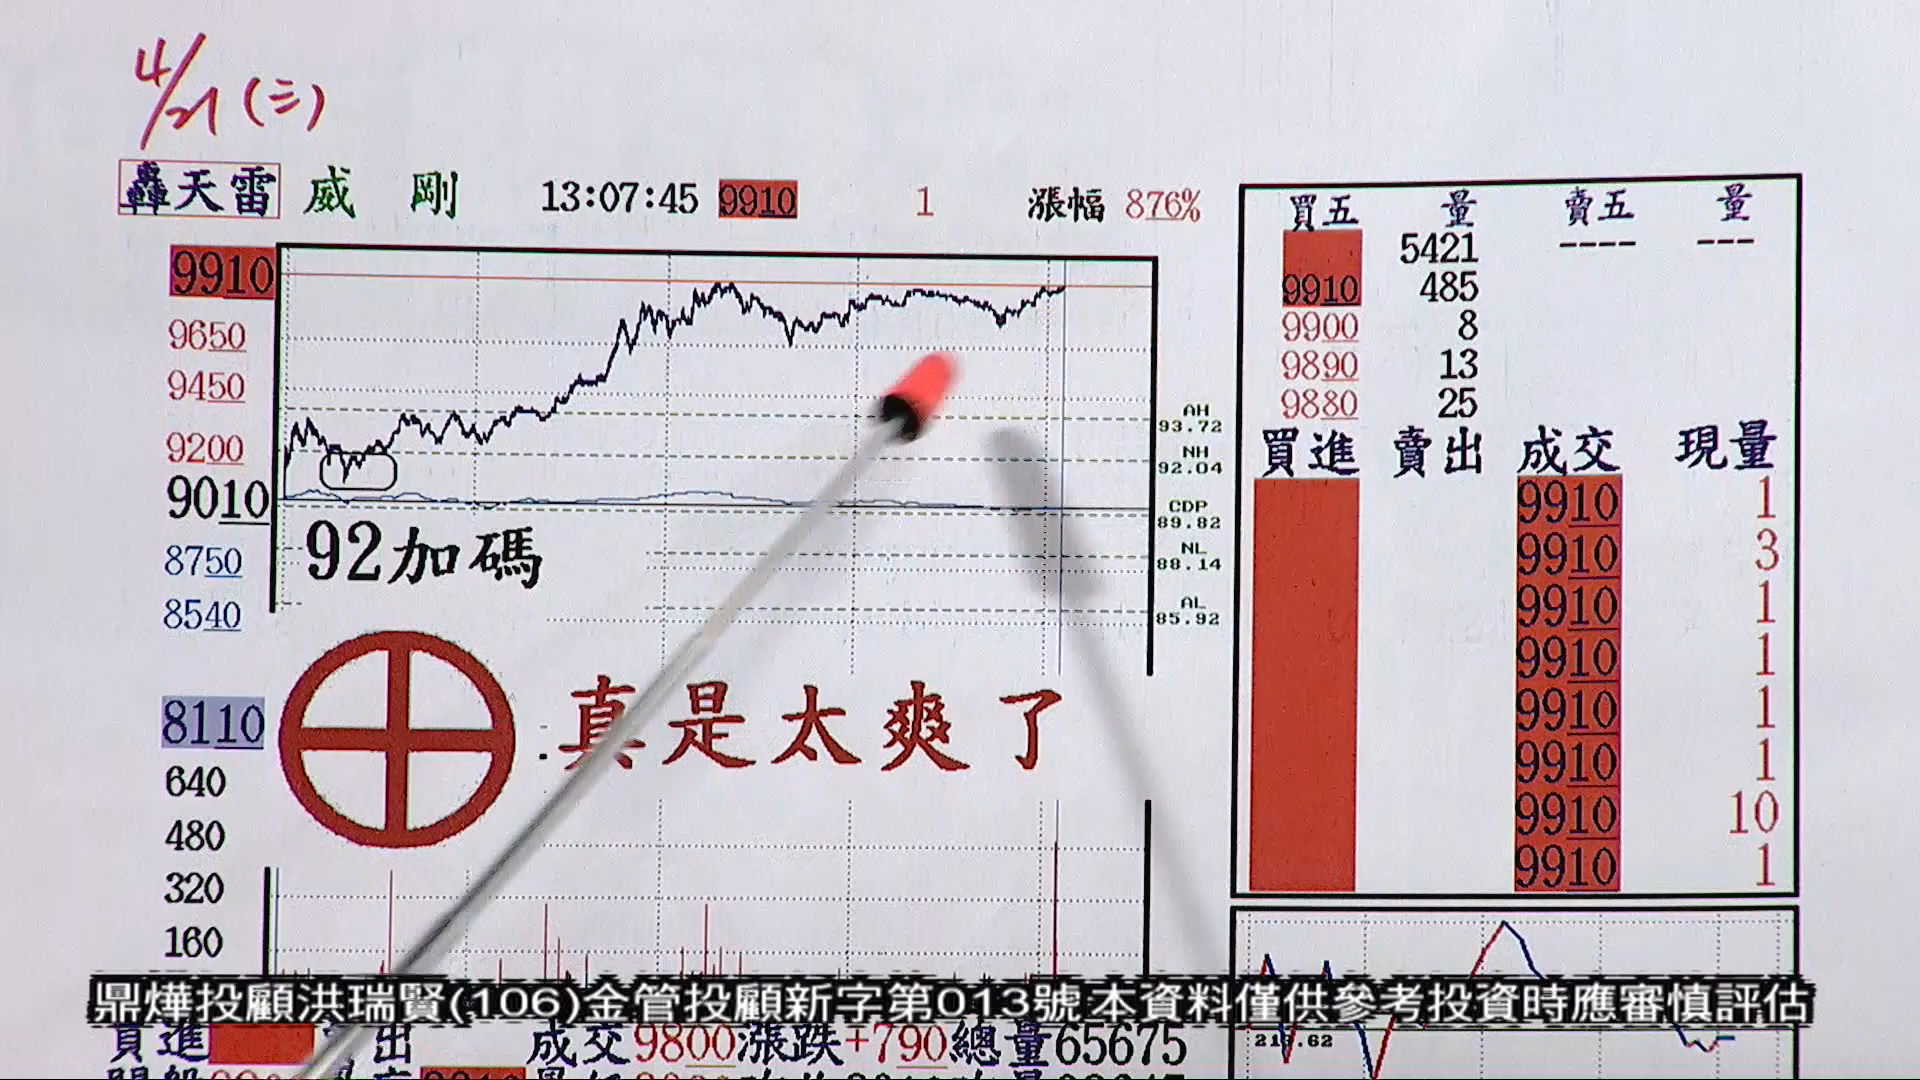 4/21(三)
轟天雷 威 剛 13:07:45 9910 1 漲幅 876%
9910
9650
9450
9200
9010
8750
8540
8110
640
480
320
160
92加碼
真是太爽了
AH
93.72
NH
92.04
CDP
89.82
NL
88.14
AL
85.92
買五 量 賣五 量
5421 ---- ---
9910 485
9900 8
9890 13
9880 25
買進 賣出 成交 現量
9910 1
9910 3
9910 1
9910 1
9910 1
9910 1
9910 10
9910 1
鼎燁投顧洪瑞賢(106)金管投顧新字第013號本資料僅供參考投資時應審慎評估
買進 賣出 成交9800漲跌+790總量65675